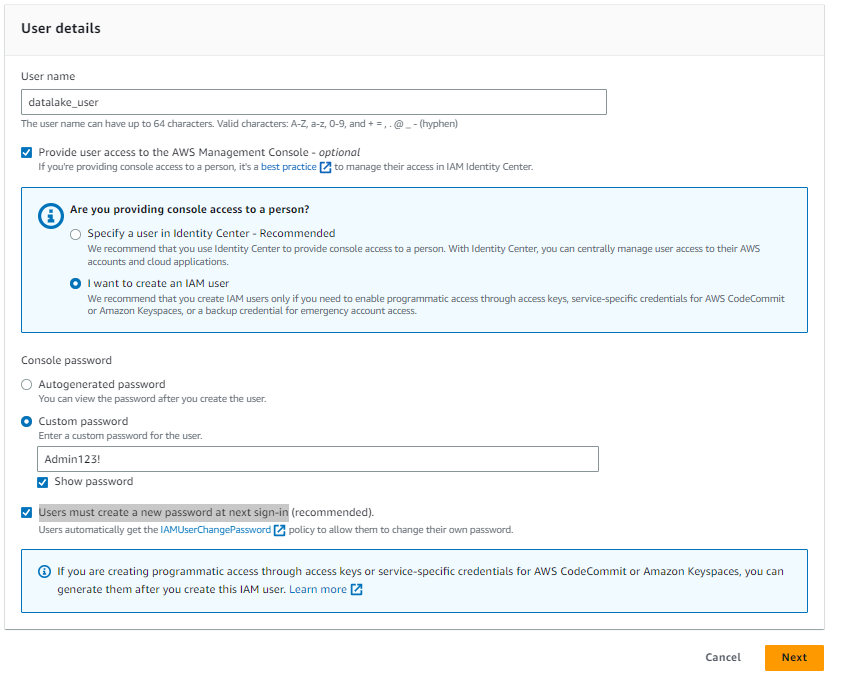 User details
User name
datalake_user
The user name can have up to 64 characters. Valid characters: A-Z, a-z, 0-9, and + = , . @ _ - (hyphen)
Provide user access to the AWS Management Console - optional
If you're providing console access to a person, it's a best practice to manage their access in IAM Identity Center.
Are you providing console access to a person?
Specify a user in Identity Center - Recommended
We recommend that you use Identity Center to provide console access to a person. With Identity Center, you can centrally manage user access to their AWS
accounts and cloud applications.
I want to create an IAM user
We recommend that you create IAM users only if you need to enable programmatic access through access keys, service-specific credentials for AWS CodeCommit
or Amazon Keyspaces, or a backup credential for emergency account access.
Console password
Autogenerated password
You can view the password after you create the user.
Custom password
Enter a custom password for the user.
Admin123!
Show password
Users must create a new password at next sign-in (recommended).
Users automatically get the IAMUserChangePassword policy to allow them to change their own password.
If you are creating programmatic access through access keys or service-specific credentials for AWS CodeCommit or Amazon Keyspaces, you can
generate them after you create this IAM user. Learn more
Cancel
Next